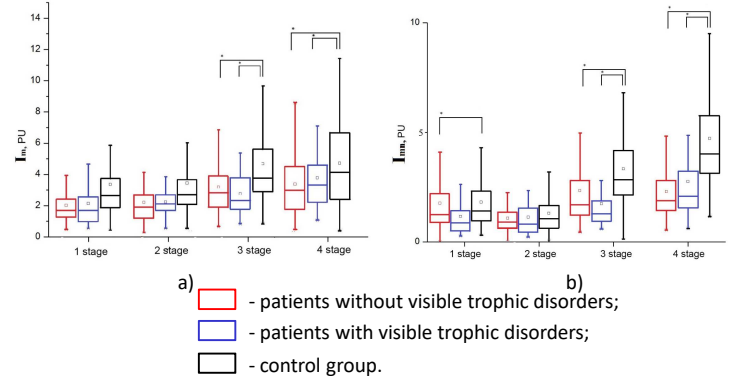 14
12
10
8
6
4
2
0
I_m, PU
*
*
*
*
1 stage
2 stage
3 stage
4 stage
a)
10
5
0
I_nn, PU
*
*
*
*
*
1 stage
2 stage
3 stage
4 stage
b)
- patients without visible trophic disorders;
- patients with visible trophic disorders;
- control group.